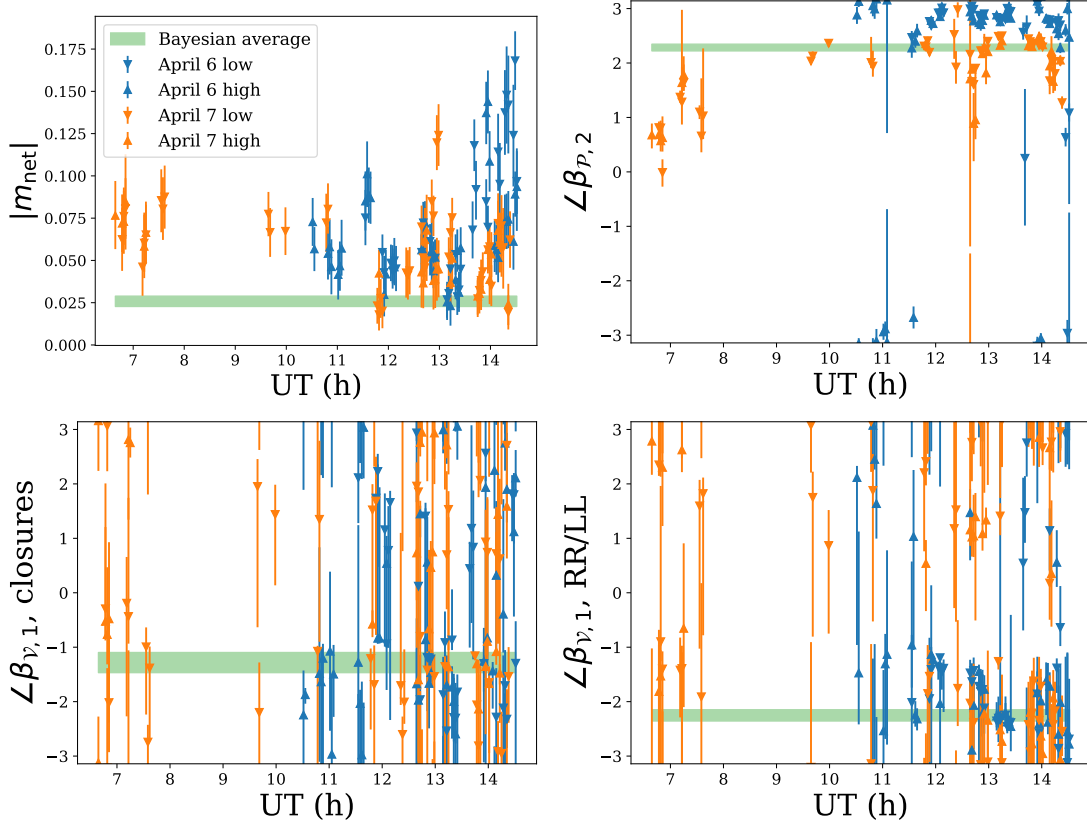 0.175
0.150
0.125
0.100
0.075
0.050
0.025
0.000
|m_net|
Bayesian average
April 6 low
April 6 high
April 7 low
April 7 high
7 8 9 10 11 12 13 14
UT (h)
3
2
1
0
−1
−2
−3
∠β_𝒫, 2
7 8 9 10 11 12 13 14
UT (h)
3
2
1
0
−1
−2
−3
∠β_𝒱, 1, closures
7 8 9 10 11 12 13 14
UT (h)
3
2
1
0
−1
−2
−3
∠β_𝒱, 1, RR/LL
7 8 9 10 11 12 13 14
UT (h)